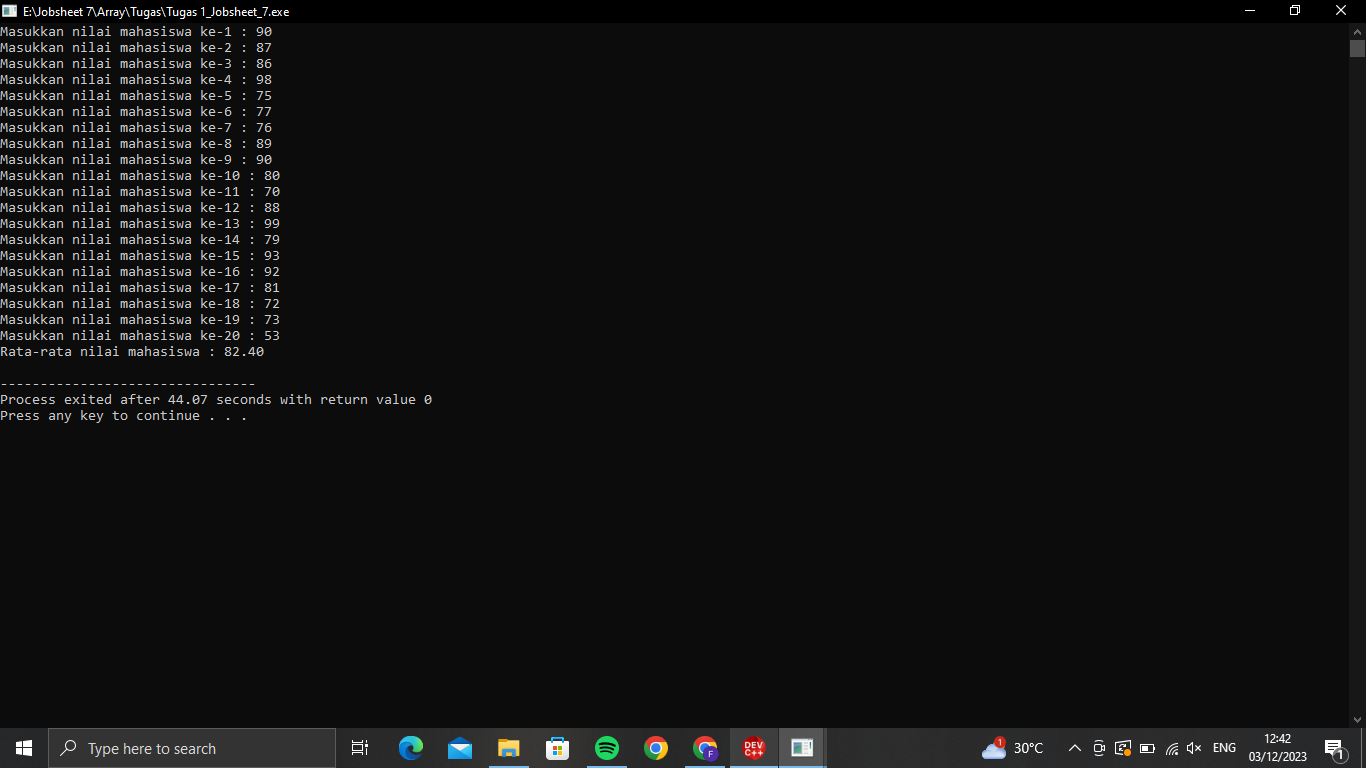 E:\Jobsheet 7\Array\Tugas\Tugas 1_Jobsheet_7.exe
Masukkan nilai mahasiswa ke-1 : 90
Masukkan nilai mahasiswa ke-2 : 87
Masukkan nilai mahasiswa ke-3 : 86
Masukkan nilai mahasiswa ke-4 : 98
Masukkan nilai mahasiswa ke-5 : 75
Masukkan nilai mahasiswa ke-6 : 77
Masukkan nilai mahasiswa ke-7 : 76
Masukkan nilai mahasiswa ke-8 : 89
Masukkan nilai mahasiswa ke-9 : 90
Masukkan nilai mahasiswa ke-10 : 80
Masukkan nilai mahasiswa ke-11 : 70
Masukkan nilai mahasiswa ke-12 : 88
Masukkan nilai mahasiswa ke-13 : 99
Masukkan nilai mahasiswa ke-14 : 79
Masukkan nilai mahasiswa ke-15 : 93
Masukkan nilai mahasiswa ke-16 : 92
Masukkan nilai mahasiswa ke-17 : 81
Masukkan nilai mahasiswa ke-18 : 72
Masukkan nilai mahasiswa ke-19 : 73
Masukkan nilai mahasiswa ke-20 : 53
Rata-rata nilai mahasiswa : 82.40
--------------------------------
Process exited after 44.07 seconds with return value 0
Press any key to continue . . .
Type here to search
F
DEV C++
1
30°C
ENG
12:42
03/12/2023
1